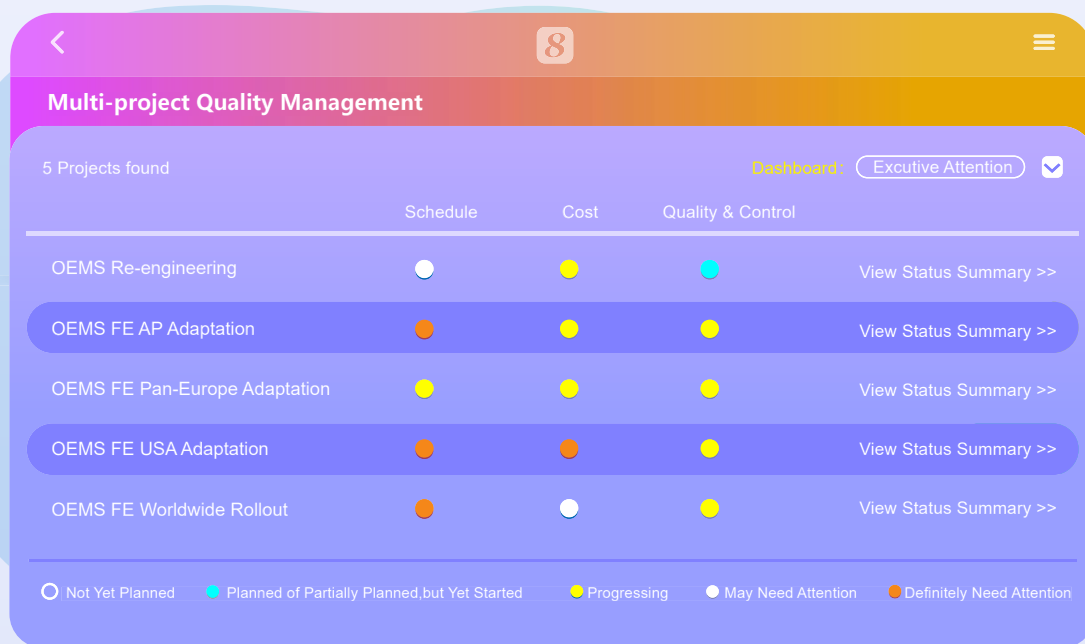 8
Multi-project Quality Management
5 Projects found Dashboard: Excutive Attention
Schedule Cost Quality & Control
OEMS Re-engineering View Status Summary >>
OEMS FE AP Adaptation View Status Summary >>
OEMS FE Pan-Europe Adaptation View Status Summary >>
OEMS FE USA Adaptation View Status Summary >>
OEMS FE Worldwide Rollout View Status Summary >>
Not Yet Planned Planned of Partially Planned,but Yet Started Progressing May Need Attention Definitely Need Attention